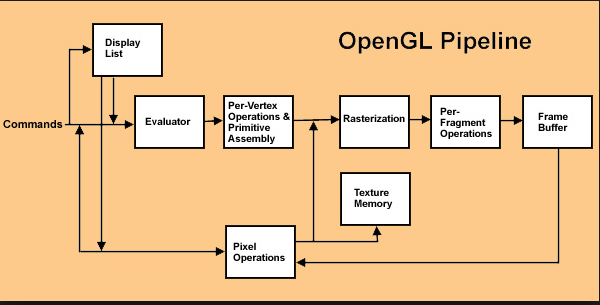 OpenGL Pipeline
Display
List
Commands
Evaluator
Per-Vertex
Operations &
Primitive
Assembly
Rasterization
Per-
Fragment
Operations
Frame
Buffer
Texture
Memory
Pixel
Operations